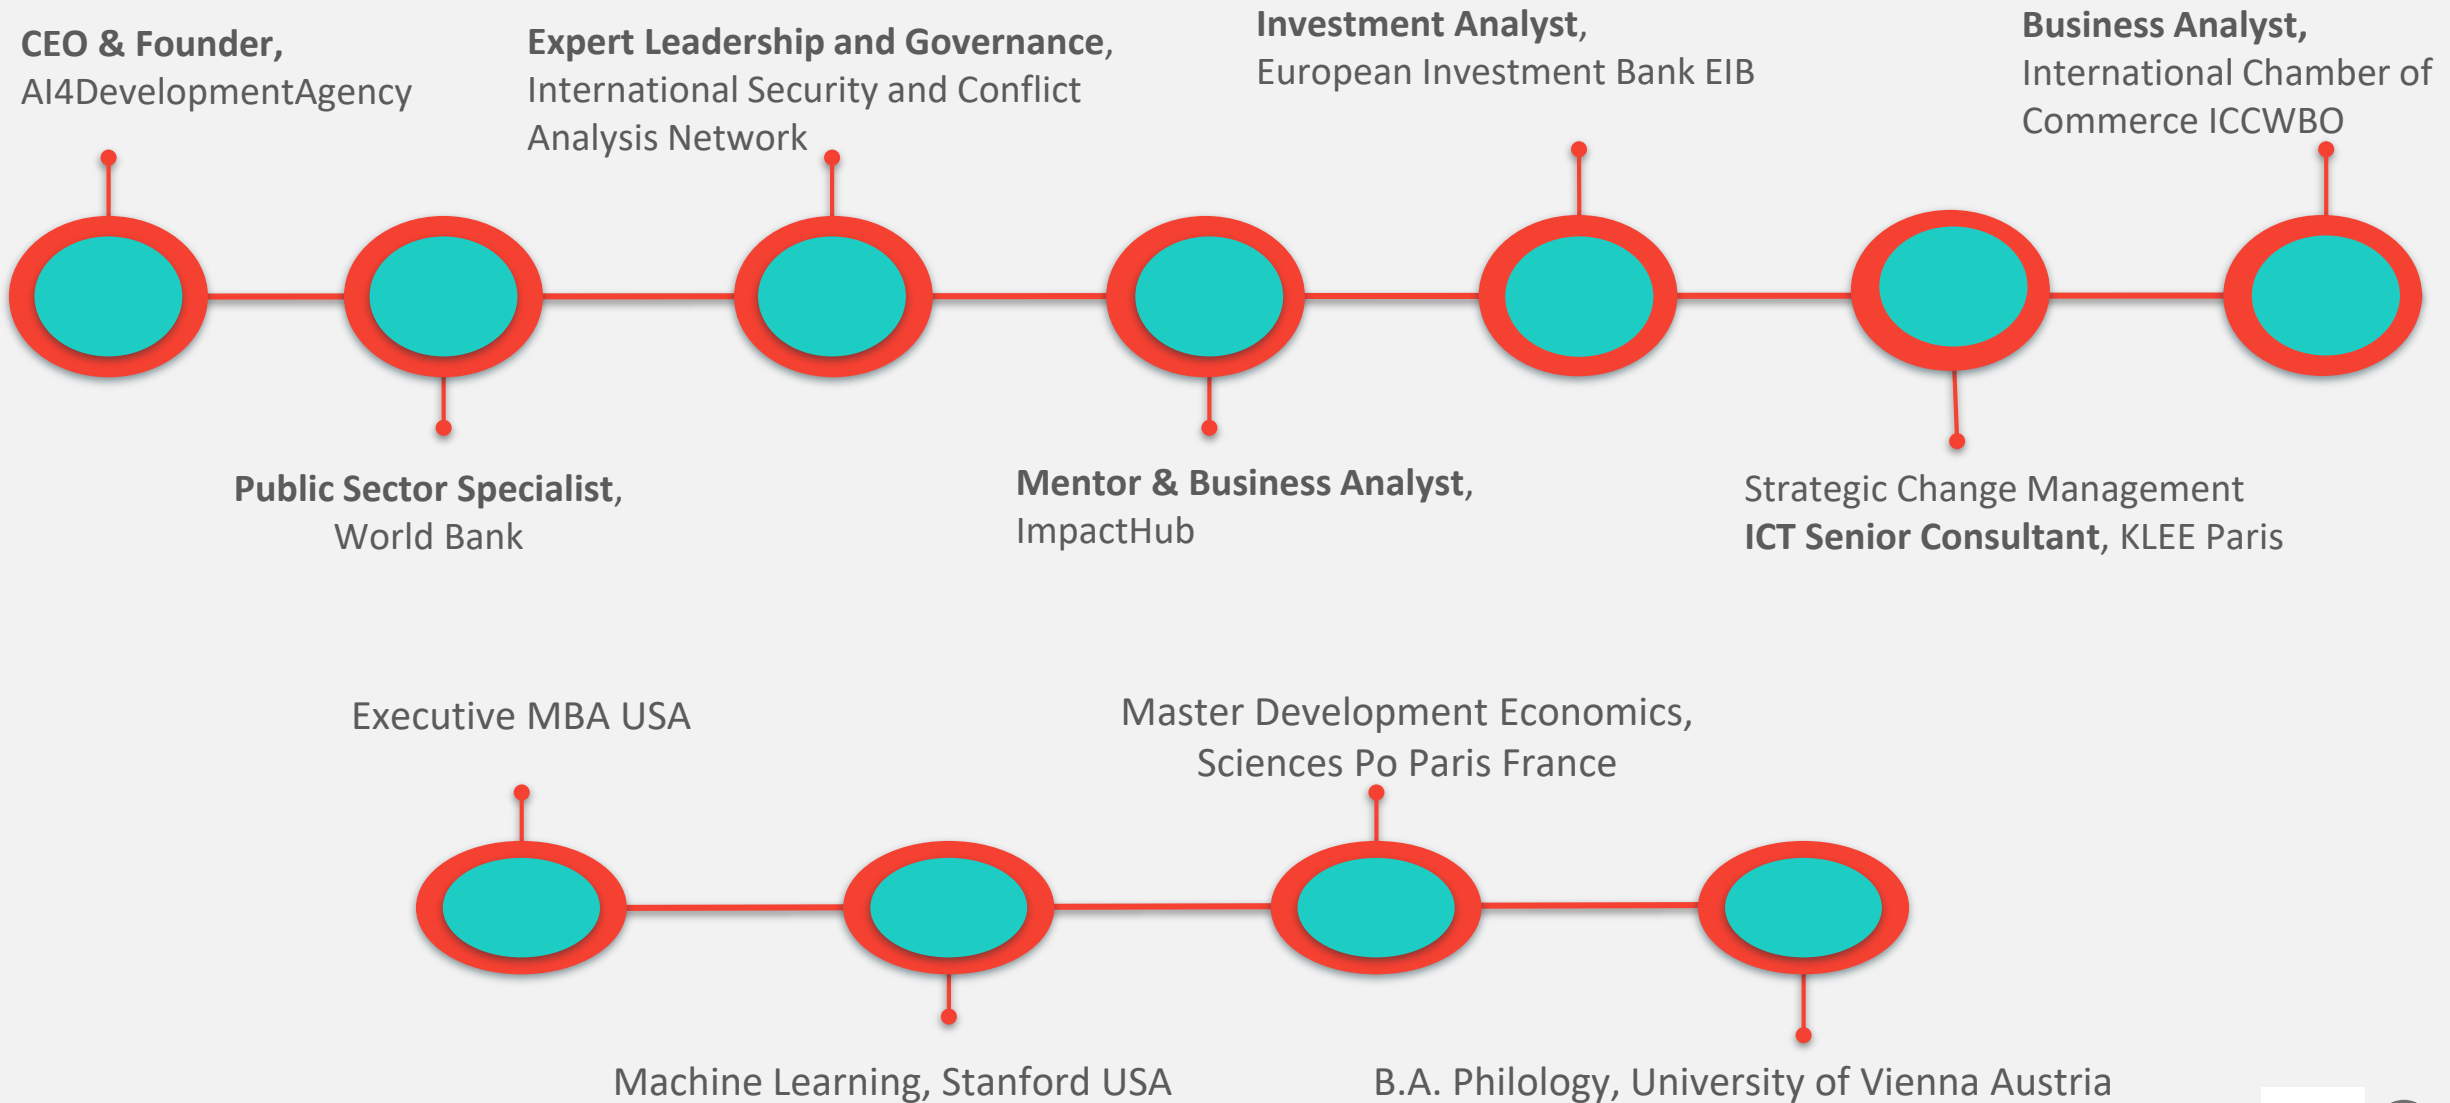 CEO & Founder,
AI4DevelopmentAgency
Expert Leadership and Governance,
International Security and Conflict
Analysis Network
Investment Analyst,
European Investment Bank EIB
Business Analyst,
International Chamber of
Commerce ICCWBO
Public Sector Specialist,
World Bank
Mentor & Business Analyst,
ImpactHub
Strategic Change Management
ICT Senior Consultant, KLEE Paris
Executive MBA USA
Master Development Economics,
Sciences Po Paris France
Machine Learning, Stanford USA
B.A. Philology, University of Vienna Austria